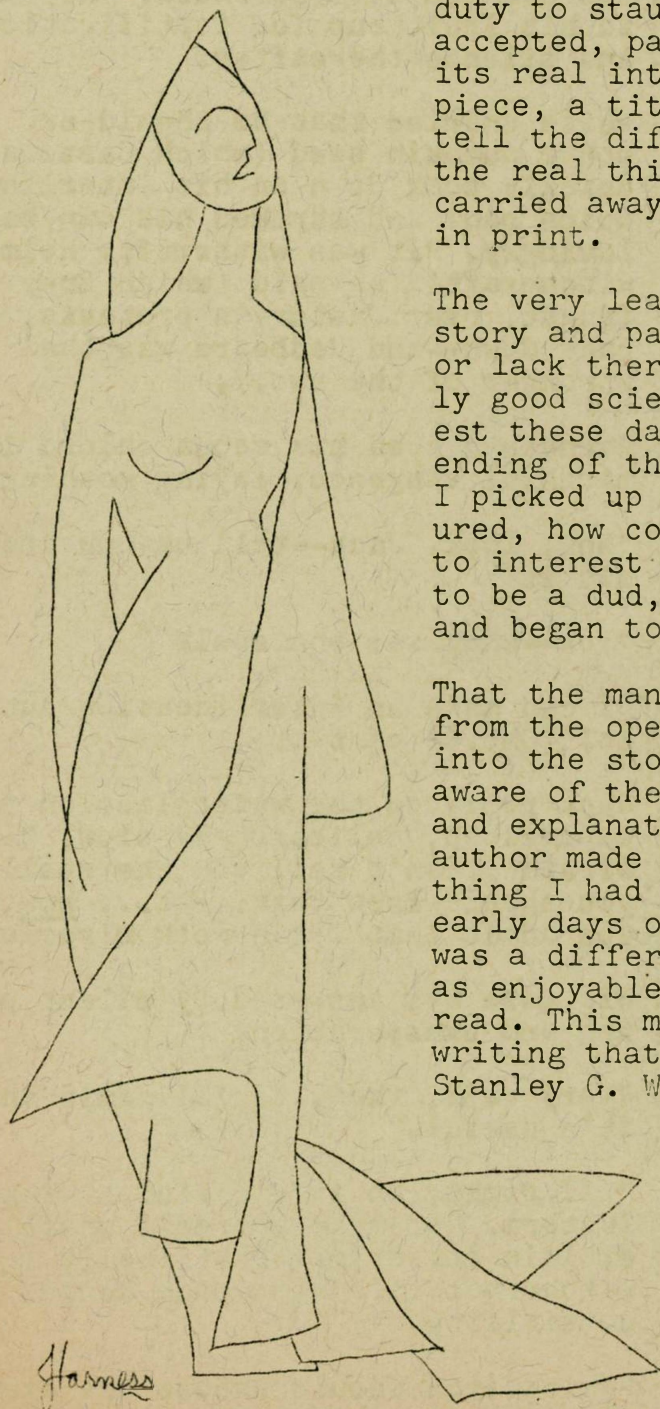 duty to stau
accepted, pa
its real int
piece, a tit
tell the dif
the real thi
carried away
in print.
The very lea
story and pa
or lack ther
ly good scie
est these da
ending of th
I picked up
ured, how co
to interest
to be a dud,
and began to
That the man
from the ope
into the sto
aware of the
and explanat
author made
thing I had
early days o
was a differ
as enjoyable
read. This m
writing that
Stanley G. W
JHarness